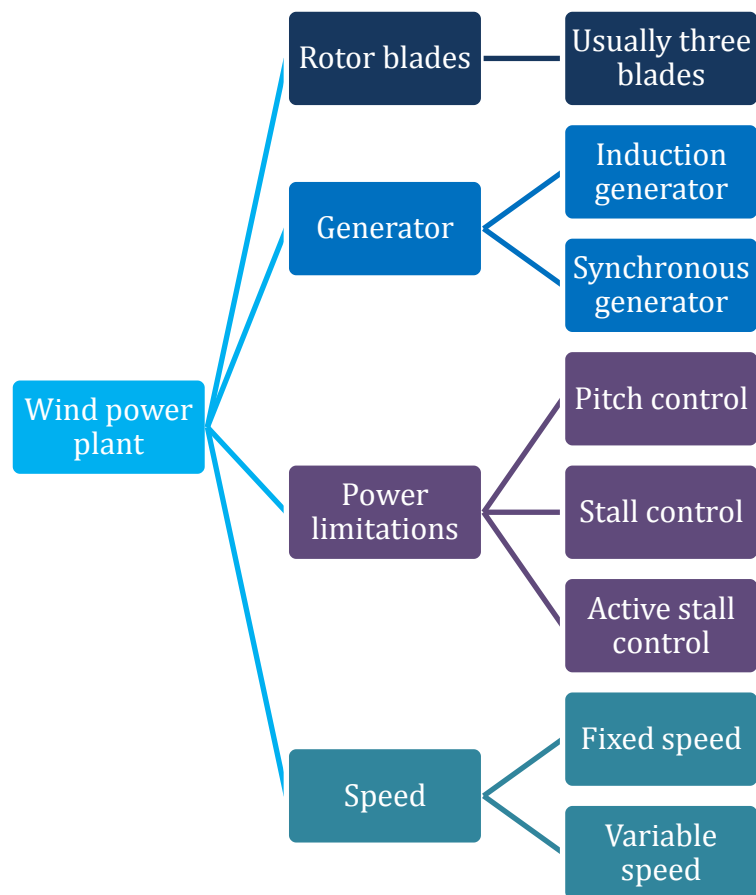 Rotor blades
Usually three
blades
Induction
generator
Generator
Synchronous
generator
Wind power
plant
Pitch control
Power
limitations
Stall control
Active stall
control
Fixed speed
Speed
Variable
speed